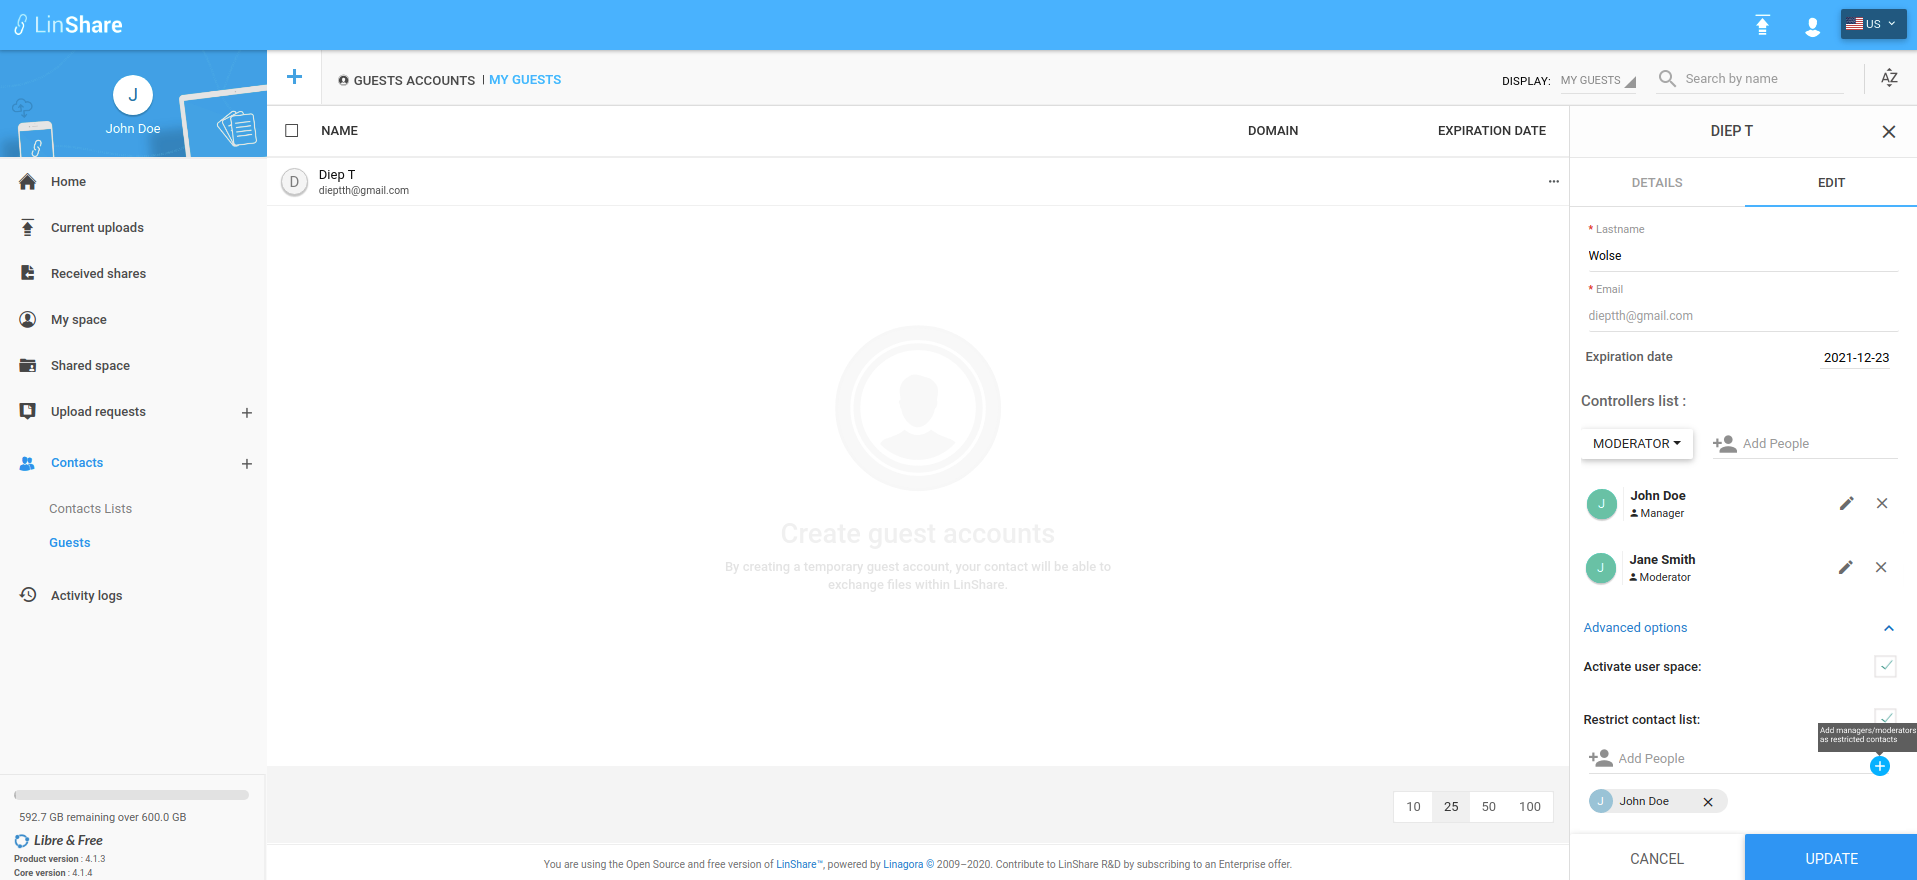 LinShare
US
J
John Doe
+
GUESTS ACCOUNTS | MY GUESTS
DISPLAY: MY GUESTS
Search by name
AZ
Home
Current uploads
Received shares
My space
Shared space
Upload requests +
Contacts +
Contacts Lists
Guests
Activity logs
592.7 GB remaining over 600.0 GB
Libre & Free
Product version : 4.1.3
Core version : 4.1.4
NAME DOMAIN EXPIRATION DATE
D
Diep T
dieptth@gmail.com
...
Create guest accounts
By creating a temporary guest account, your contact will be able to
exchange files within LinShare.
10 25 50 100
You are using the Open Source and free version of LinShare™, powered by Linagora © 2009–2020. Contribute to LinShare R&D by subscribing to an Enterprise offer.
DIEP T
DETAILS EDIT
* Lastname
Wolse
* Email
dieptth@gmail.com
Expiration date 2021-12-23
Controllers list :
MODERATOR Add People
J
John Doe
Manager
J
Jane Smith
Moderator
Advanced options
Activate user space:
Restrict contact list:
Add managers/moderators
as restricted contacts
Add People
J John Doe
CANCEL UPDATE